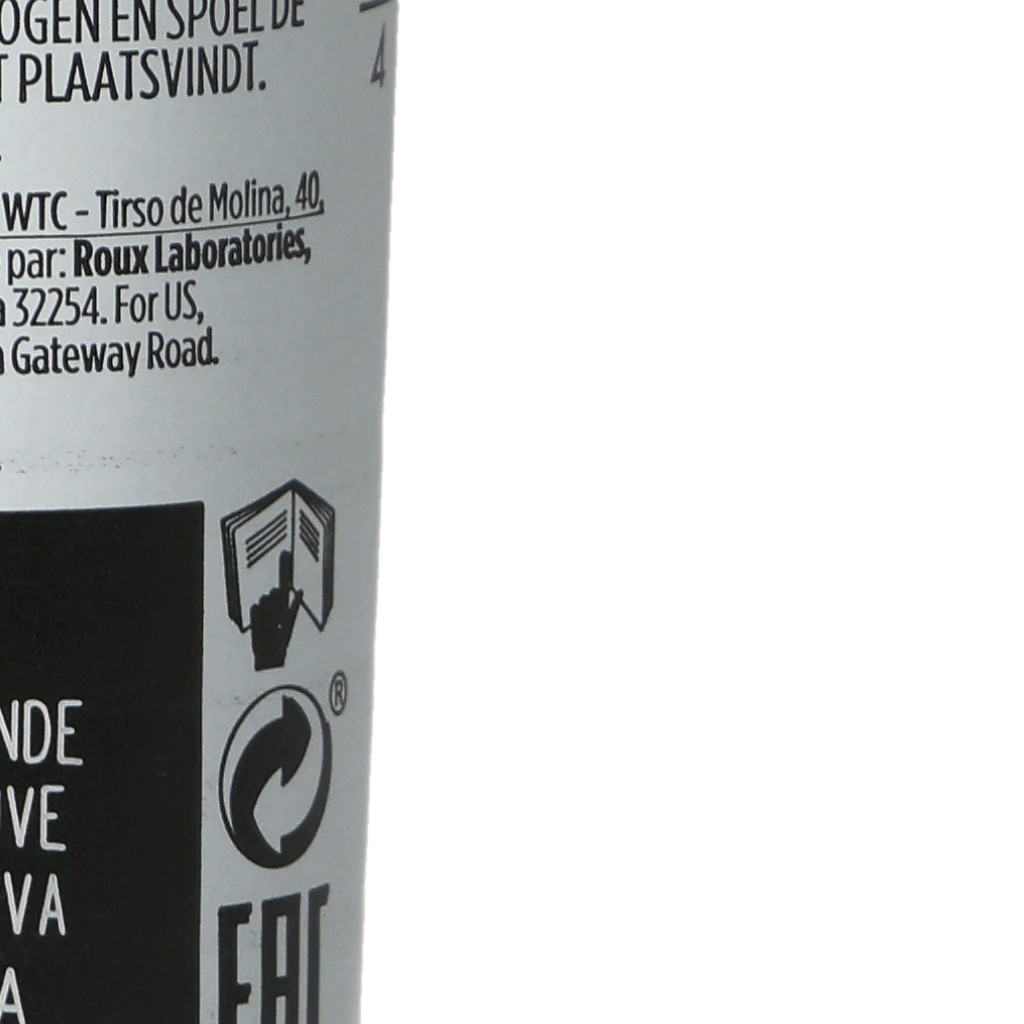 OGEN EN SPOEL DE
T PLAATSVINDT.
4
WTC – Tirso de Molina, 40,
par: Roux Laboratories,
a 32254. For US,
Gateway Road.
®
NDE
VE
VA
A
EAC